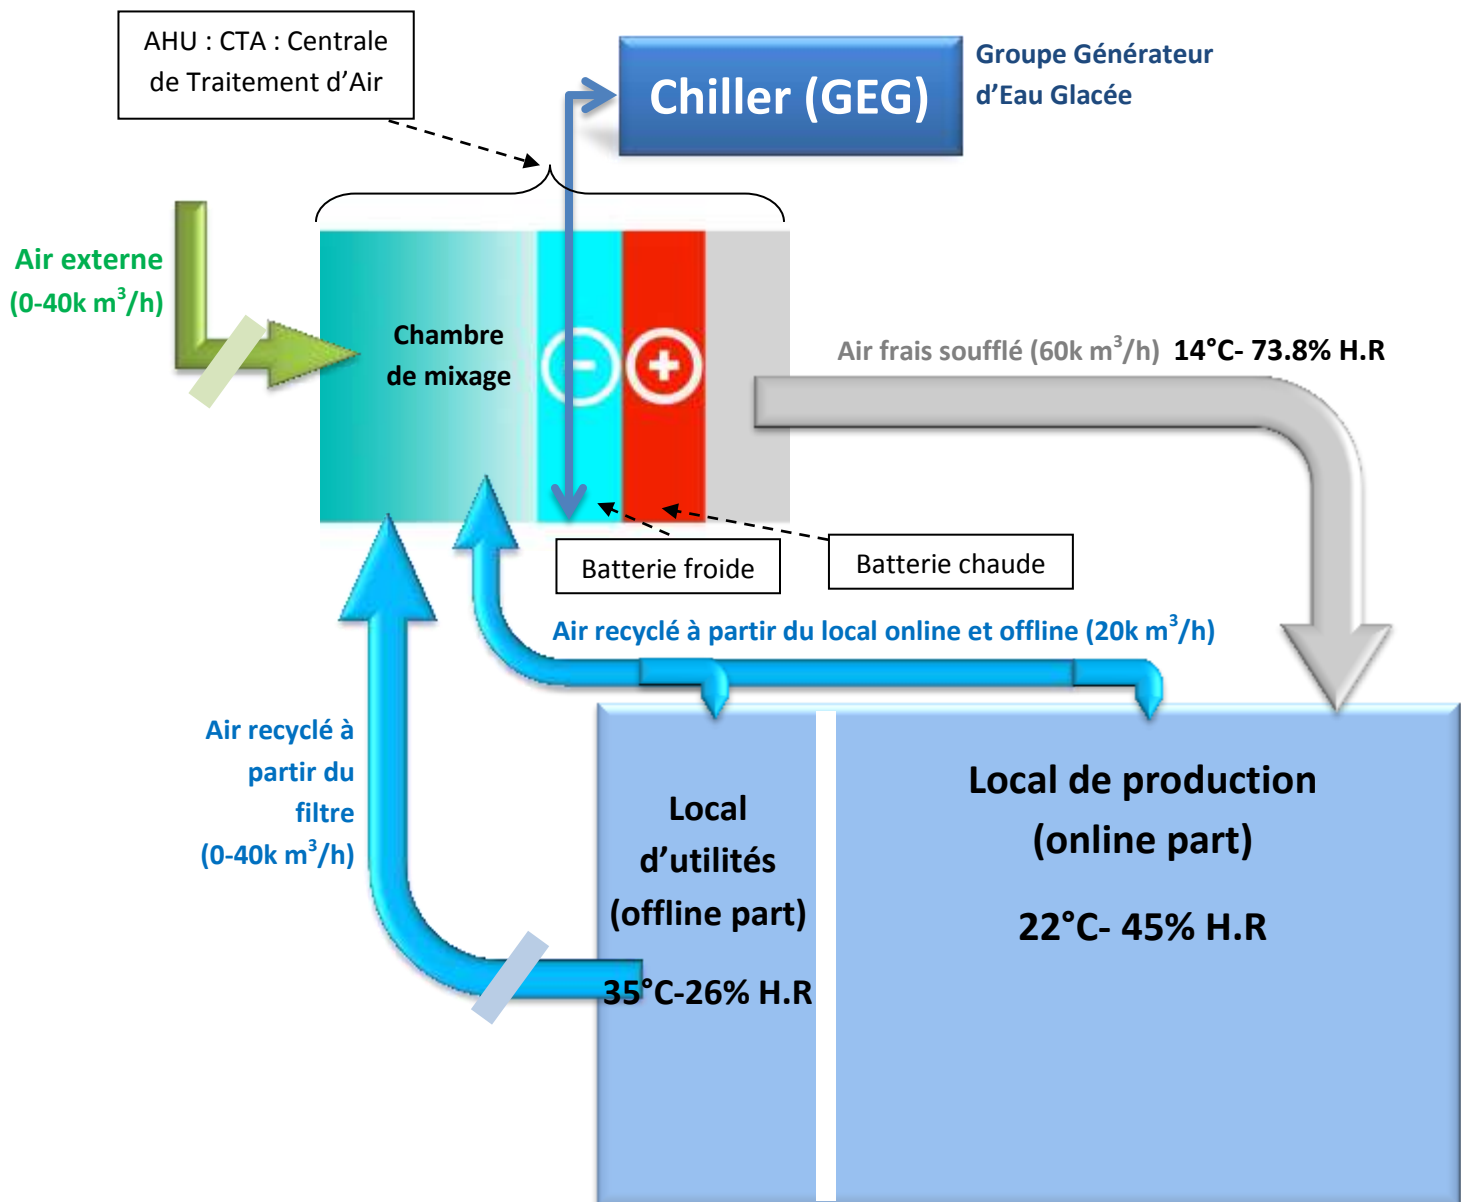 AHU : CTA : Centrale
de Traitement d’Air
Chiller (GEG)
Groupe Générateur
d’Eau Glacée
Air externe
(0-40k m³/h)
Chambre
de mixage
Air frais soufflé (60k m³/h) 14°C- 73.8% H.R
Batterie froide
Batterie chaude
Air recyclé à partir du local online et offline (20k m³/h)
Air recyclé à
partir du
filtre
(0-40k m³/h)
Local
d’utilités
(offline part)
35°C-26% H.R
Local de production
(online part)
22°C- 45% H.R